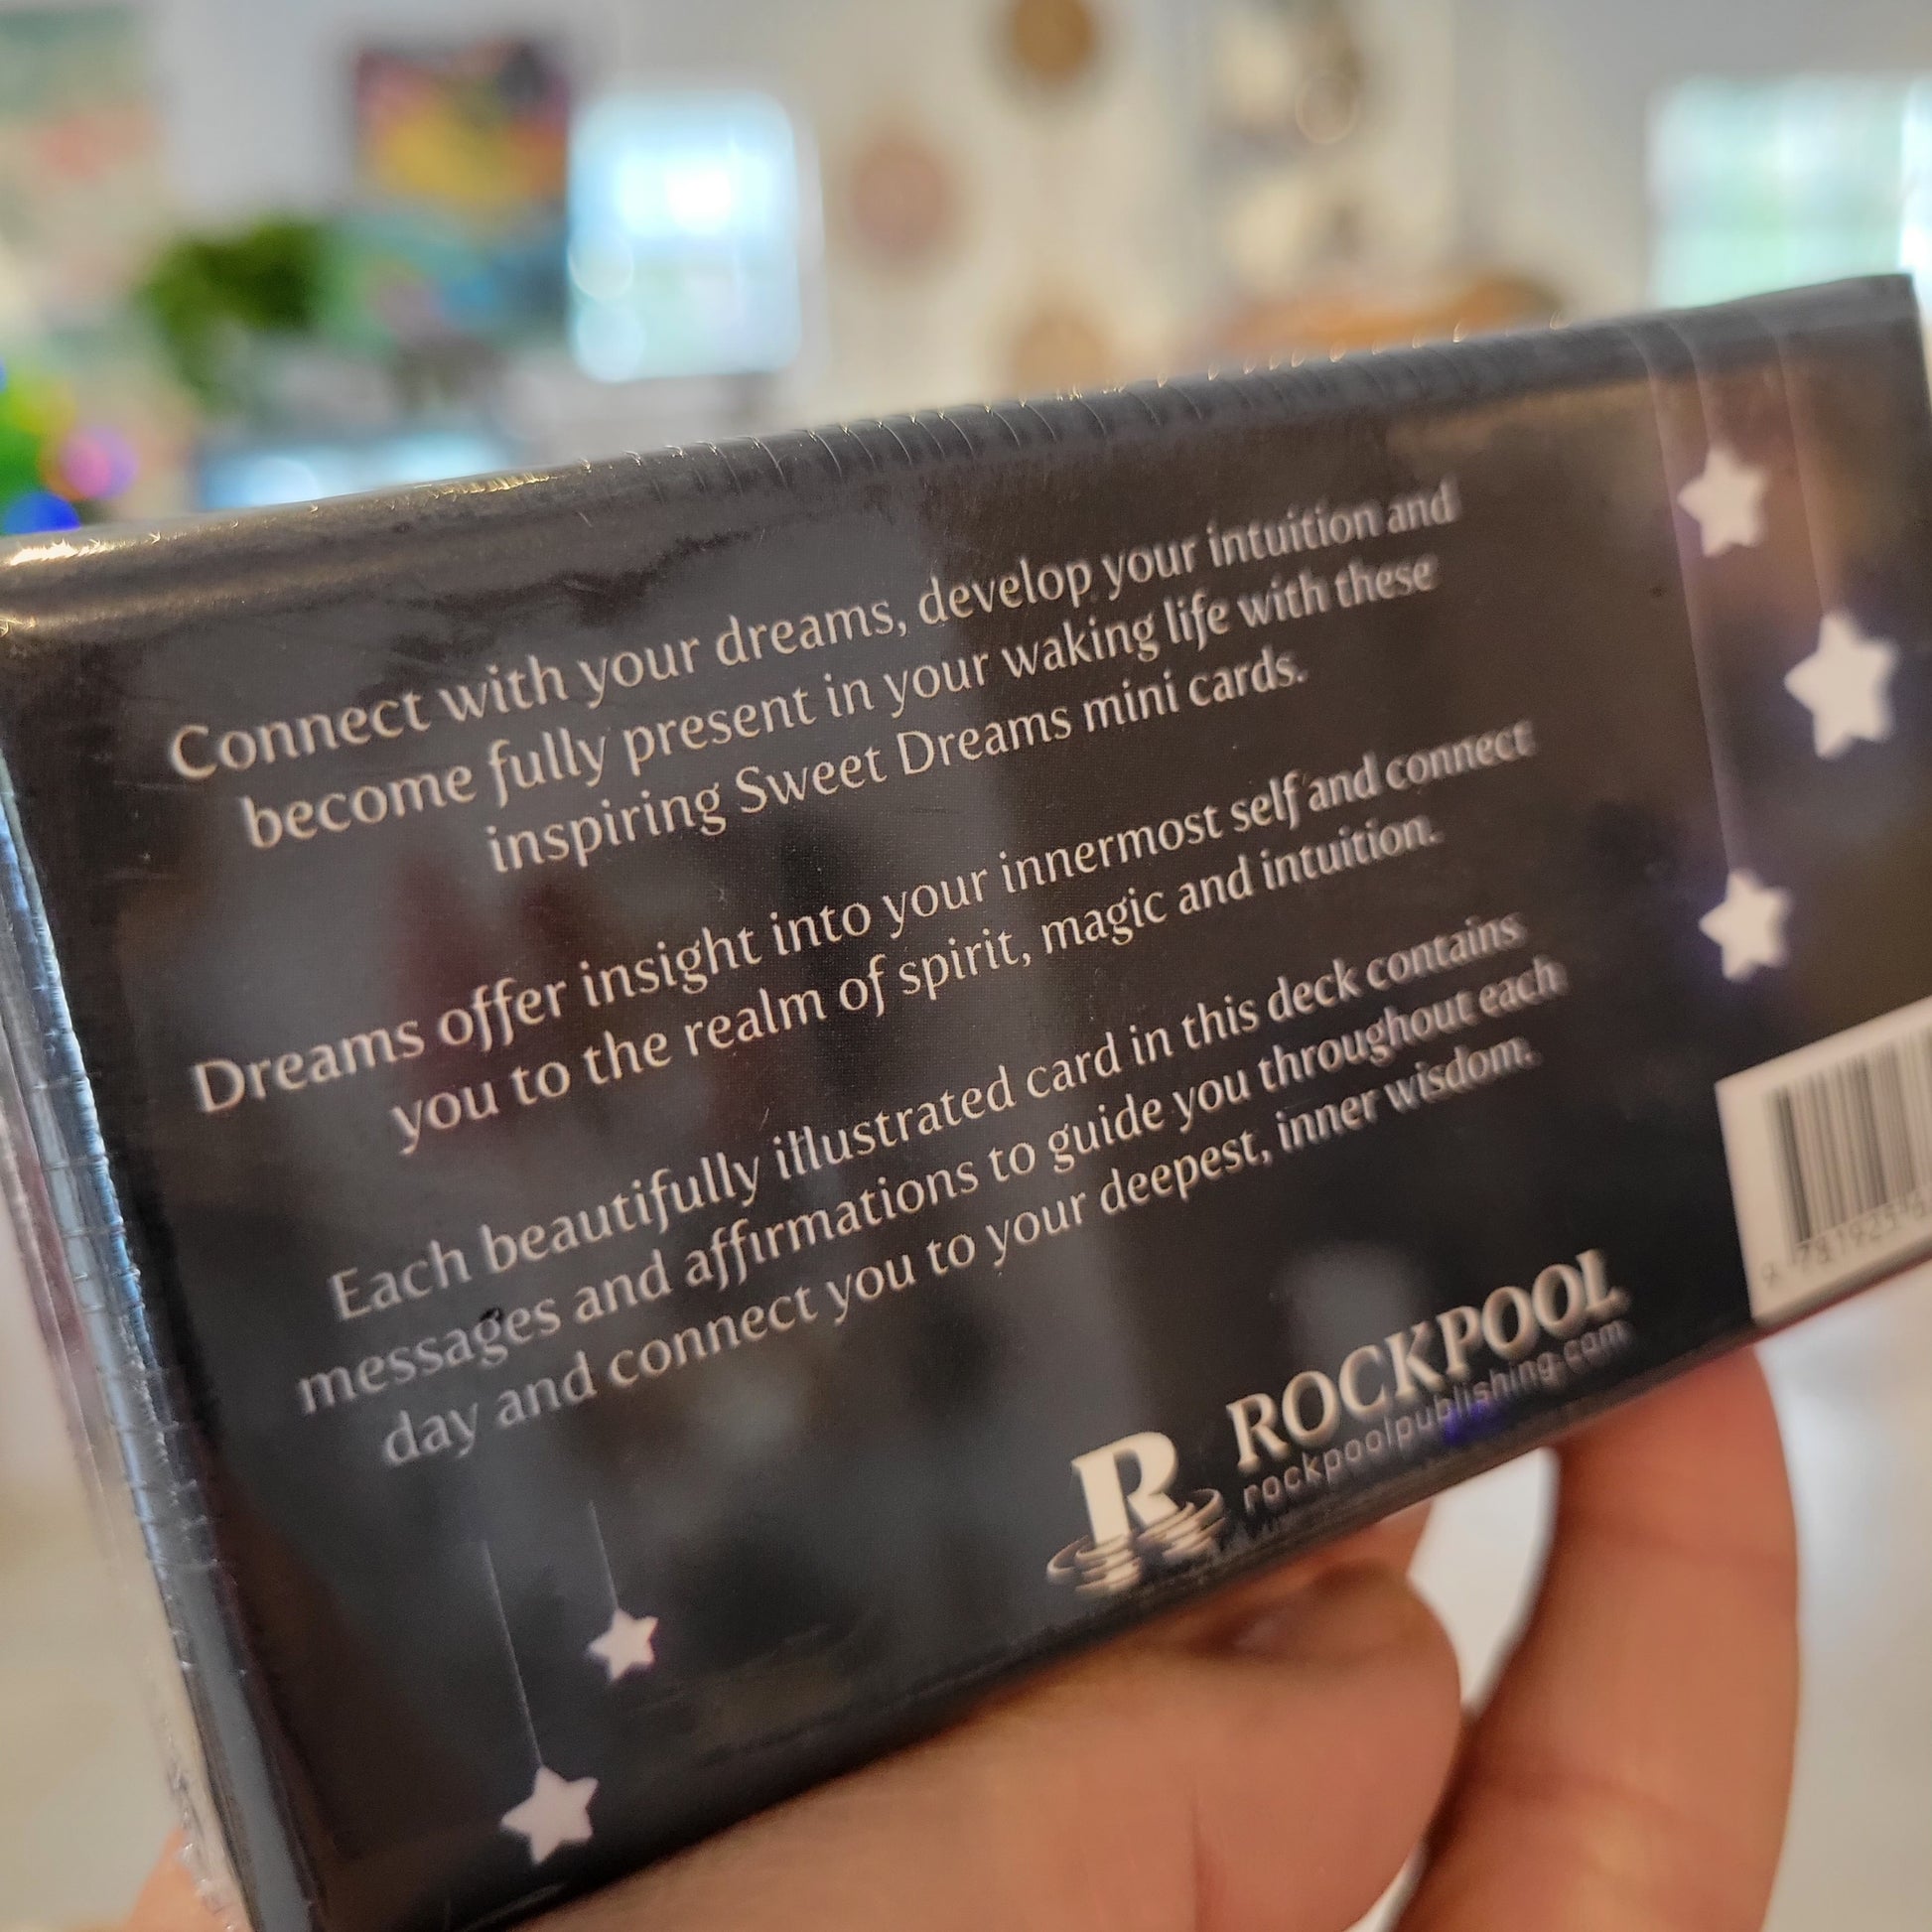 Connect with your dreams, develop your intuition and
become fully present in your waking life with these
inspiring Sweet Dreams mini cards.
Dreams offer insight into your innermost self and connect
you to the realm of spirit, magic and intuition.
Each beautifully illustrated card in this deck contains
messages and affirmations to guide you throughout each
day and connect you to your deepest, inner wisdom.
R ROCKPOOL
rockpoolpublishing.com
9 781925